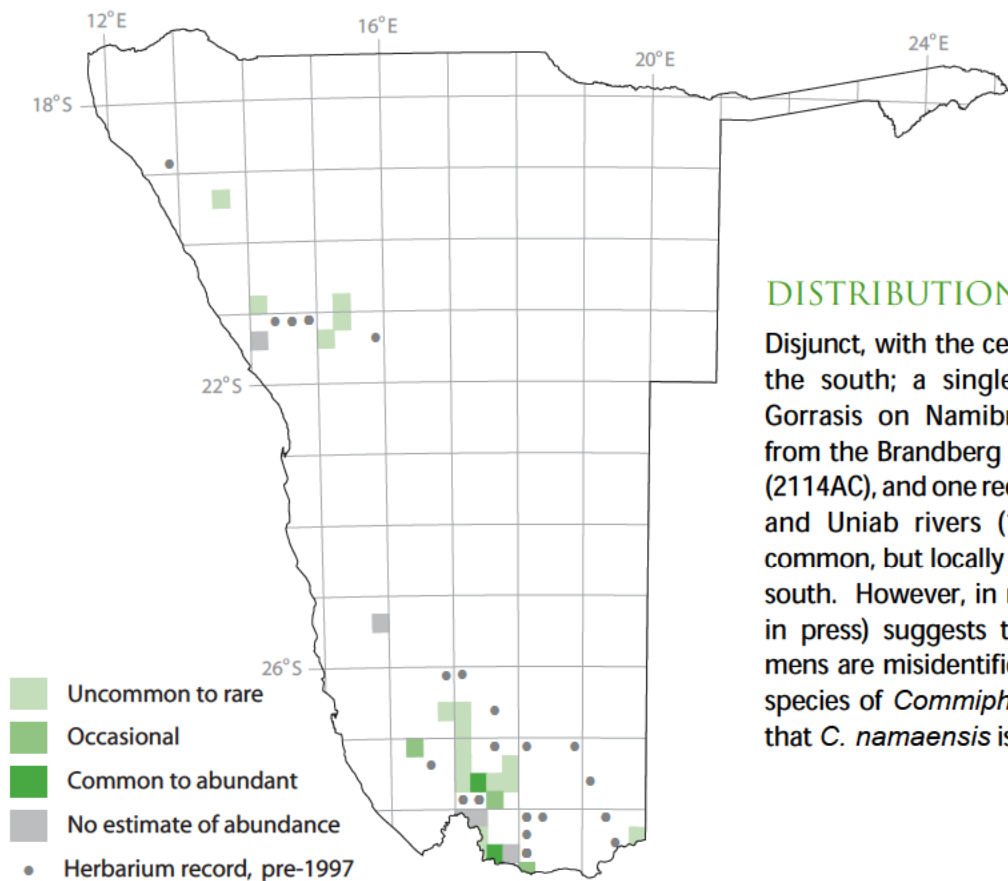 12°E
16°E
20°E
24°E
18°S
22°S
26°S
Uncommon to rare
Occasional
Common to abundant
No estimate of abundance
Herbarium record, pre-1997
DISTRIBUTION
Disjunct, with the ce
the south; a single
Gorrasis on Namibr
from the Brandberg
(2114AC), and one rec
and Uniab rivers (
common, but locally
south. However, in r
in press) suggests t
mens are misidentific
species of Commiph
that C. namaensis is